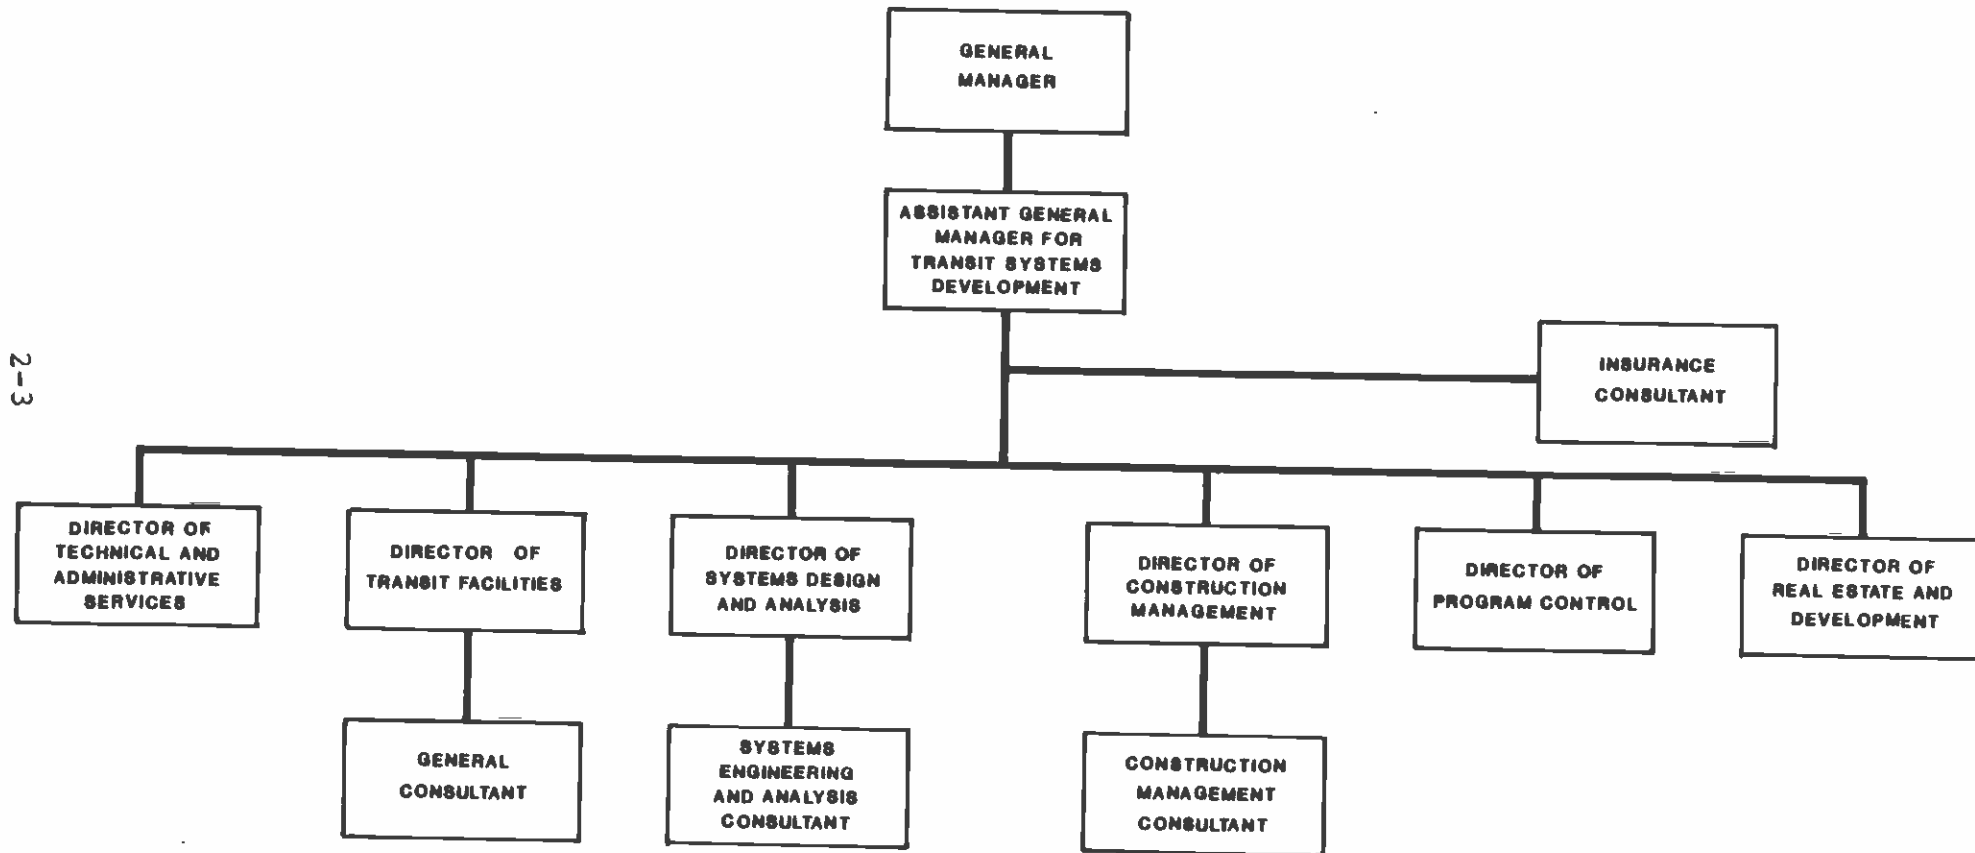 GENERAL
MANAGER
ASSISTANT GENERAL
MANAGER FOR
TRANSIT SYSTEMS
DEVELOPMENT
INSURANCE
CONSULTANT
2-3
DIRECTOR OF
TECHNICAL AND
ADMINISTRATIVE
SERVICES
DIRECTOR OF
TRANSIT FACILITIES
DIRECTOR OF
SYSTEMS DESIGN
AND ANALYSIS
DIRECTOR OF
CONSTRUCTION
MANAGEMENT
DIRECTOR OF
PROGRAM CONTROL
DIRECTOR OF
REAL ESTATE AND
DEVELOPMENT
GENERAL
CONSULTANT
SYSTEMS
ENGINEERING
AND ANALYSIS
CONSULTANT
CONSTRUCTION
MANAGEMENT
CONSULTANT